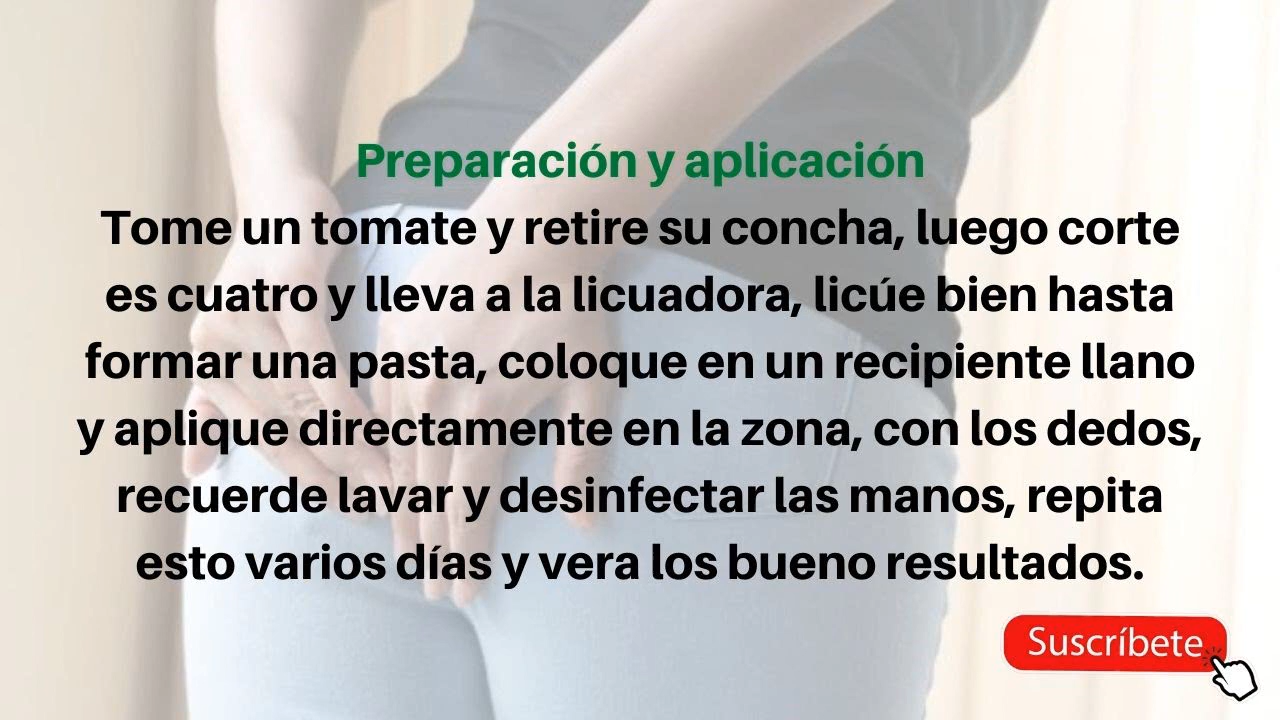 Preparación y aplicación
Tome un tomate y retire su concha, luego corte
es cuatro y lleva a la licuadora, licúe bien hasta
formar una pasta, coloque en un recipiente llano
y aplique directamente en la zona, con los dedos,
recuerde lavar y desinfectar las manos, repita
esto varios días y vera los bueno resultados.
Suscríbete